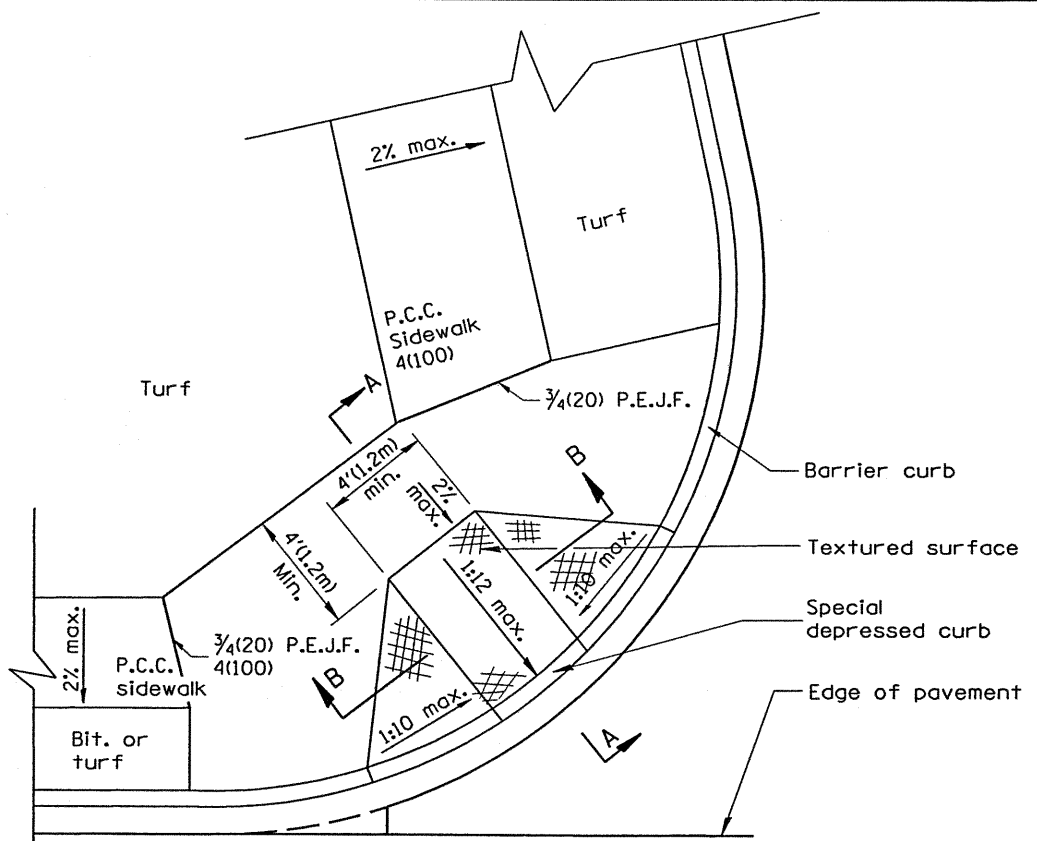 2% max.
Turf
P.C.C.
Sidewalk
4(100)
Turf
A
3/4(20) P.E.J.F.
B
4'(1.2m)
min.
2%
max.
Barrier curb
4'(1.2m)
Min.
Textured surface
1:10 max.
1:12 max.
Special
depressed curb
2% max.
3/4(20) P.E.J.F.
4(100)
P.C.C.
sidewalk
B
Edge of pavement
1:10 max.
A
Bit. or
turf